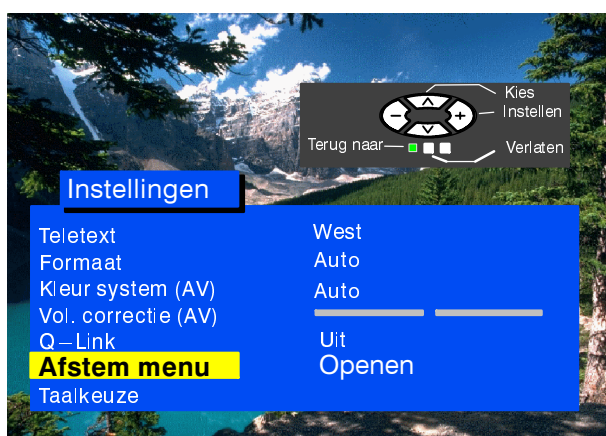 Kies
Instellen
Terug naar
Verlaten
Instellingen
Teletext West
Formaat Auto
Kleur system (AV) Auto
Vol. correctie (AV)
Q–Link Uit
Afstem menu Openen
Taalkeuze